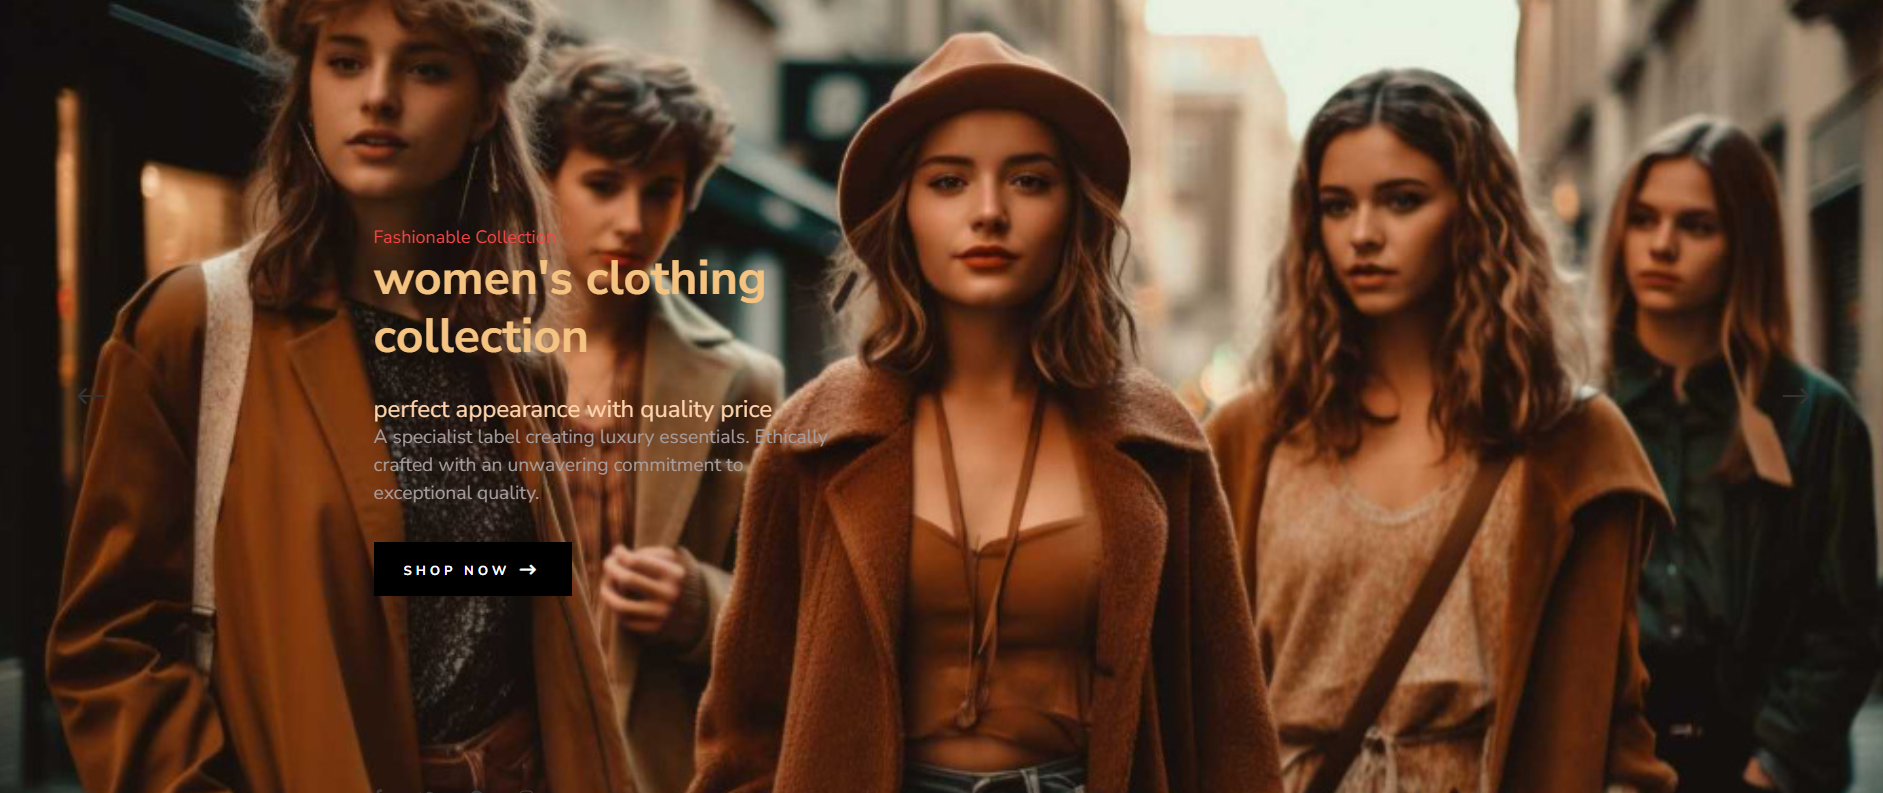 Fashionable Collection
women's clothing
collection
perfect appearance with quality price
A specialist label creating luxury essentials. Ethically
crafted with an unwavering commitment to
exceptional quality.
SHOP NOW